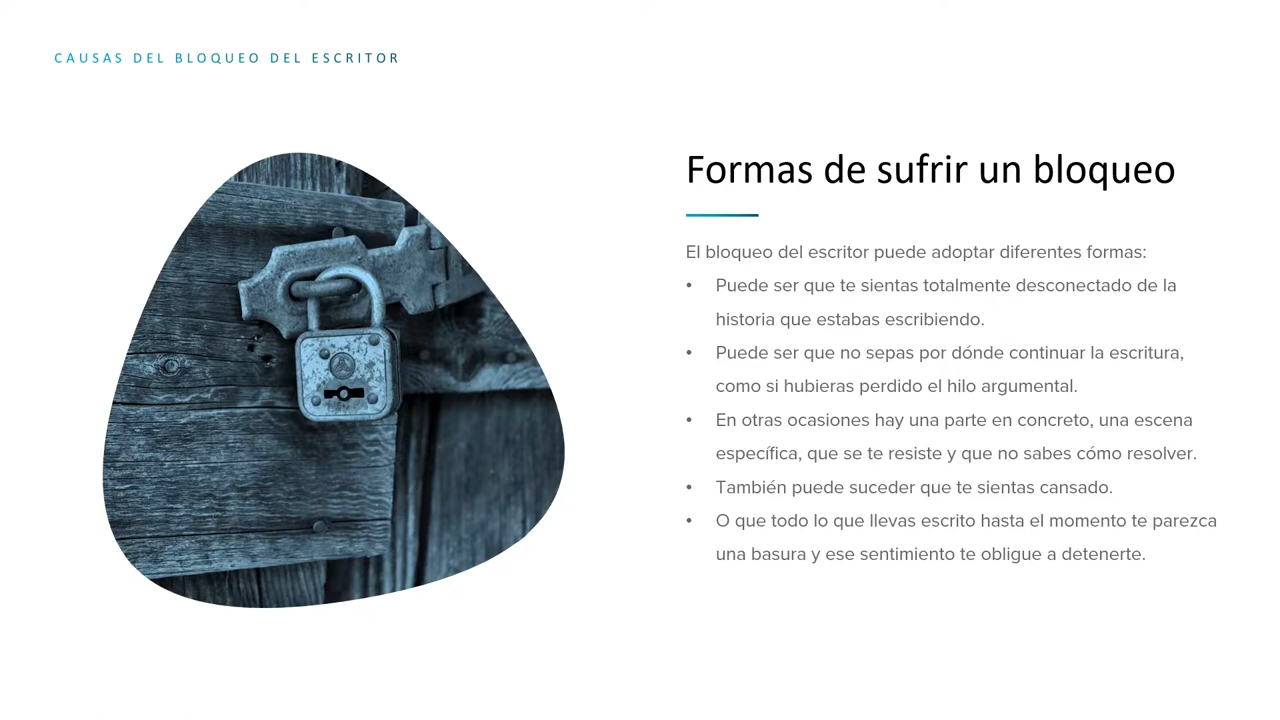 CAUSAS DEL BLOQUEO DEL ESCRITOR
Formas de sufrir un bloqueo
El bloqueo del escritor puede adoptar diferentes formas:
• Puede ser que te sientas totalmente desconectado de la
historia que estabas escribiendo.
• Puede ser que no sepas por dónde continuar la escritura,
como si hubieras perdido el hilo argumental.
• En otras ocasiones hay una parte en concreto, una escena
específica, que se te resiste y que no sabes cómo resolver.
• También puede suceder que te sientas cansado.
• O que todo lo que llevas escrito hasta el momento te parezca
una basura y ese sentimiento te obligue a detenerte.